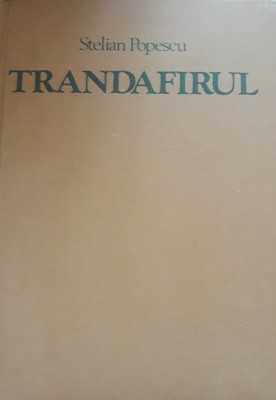 Stelian Popescu
TRANDAFIRUL